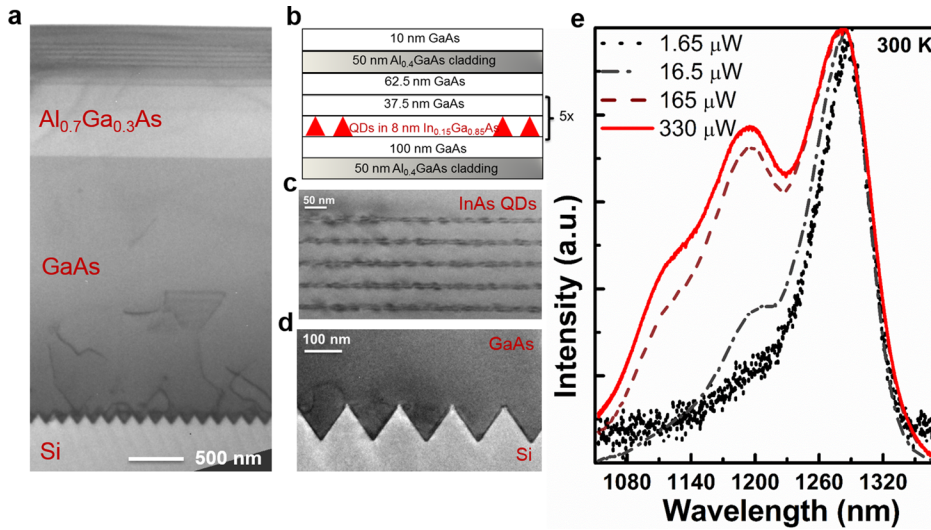 a
Al0.7Ga0.3As
GaAs
Si
500 nm
b
10 nm GaAs
50 nm Al0.4GaAs cladding
62.5 nm GaAs
37.5 nm GaAs
QDs in 8 nm In0.15Ga0.85As
5x
100 nm GaAs
50 nm Al0.4GaAs cladding
c
50 nm
InAs QDs
d
100 nm
GaAs
Si
e
300 K
1.65 μW
16.5 μW
165 μW
330 μW
Intensity (a.u.)
1080 1140 1200 1260 1320
Wavelength (nm)